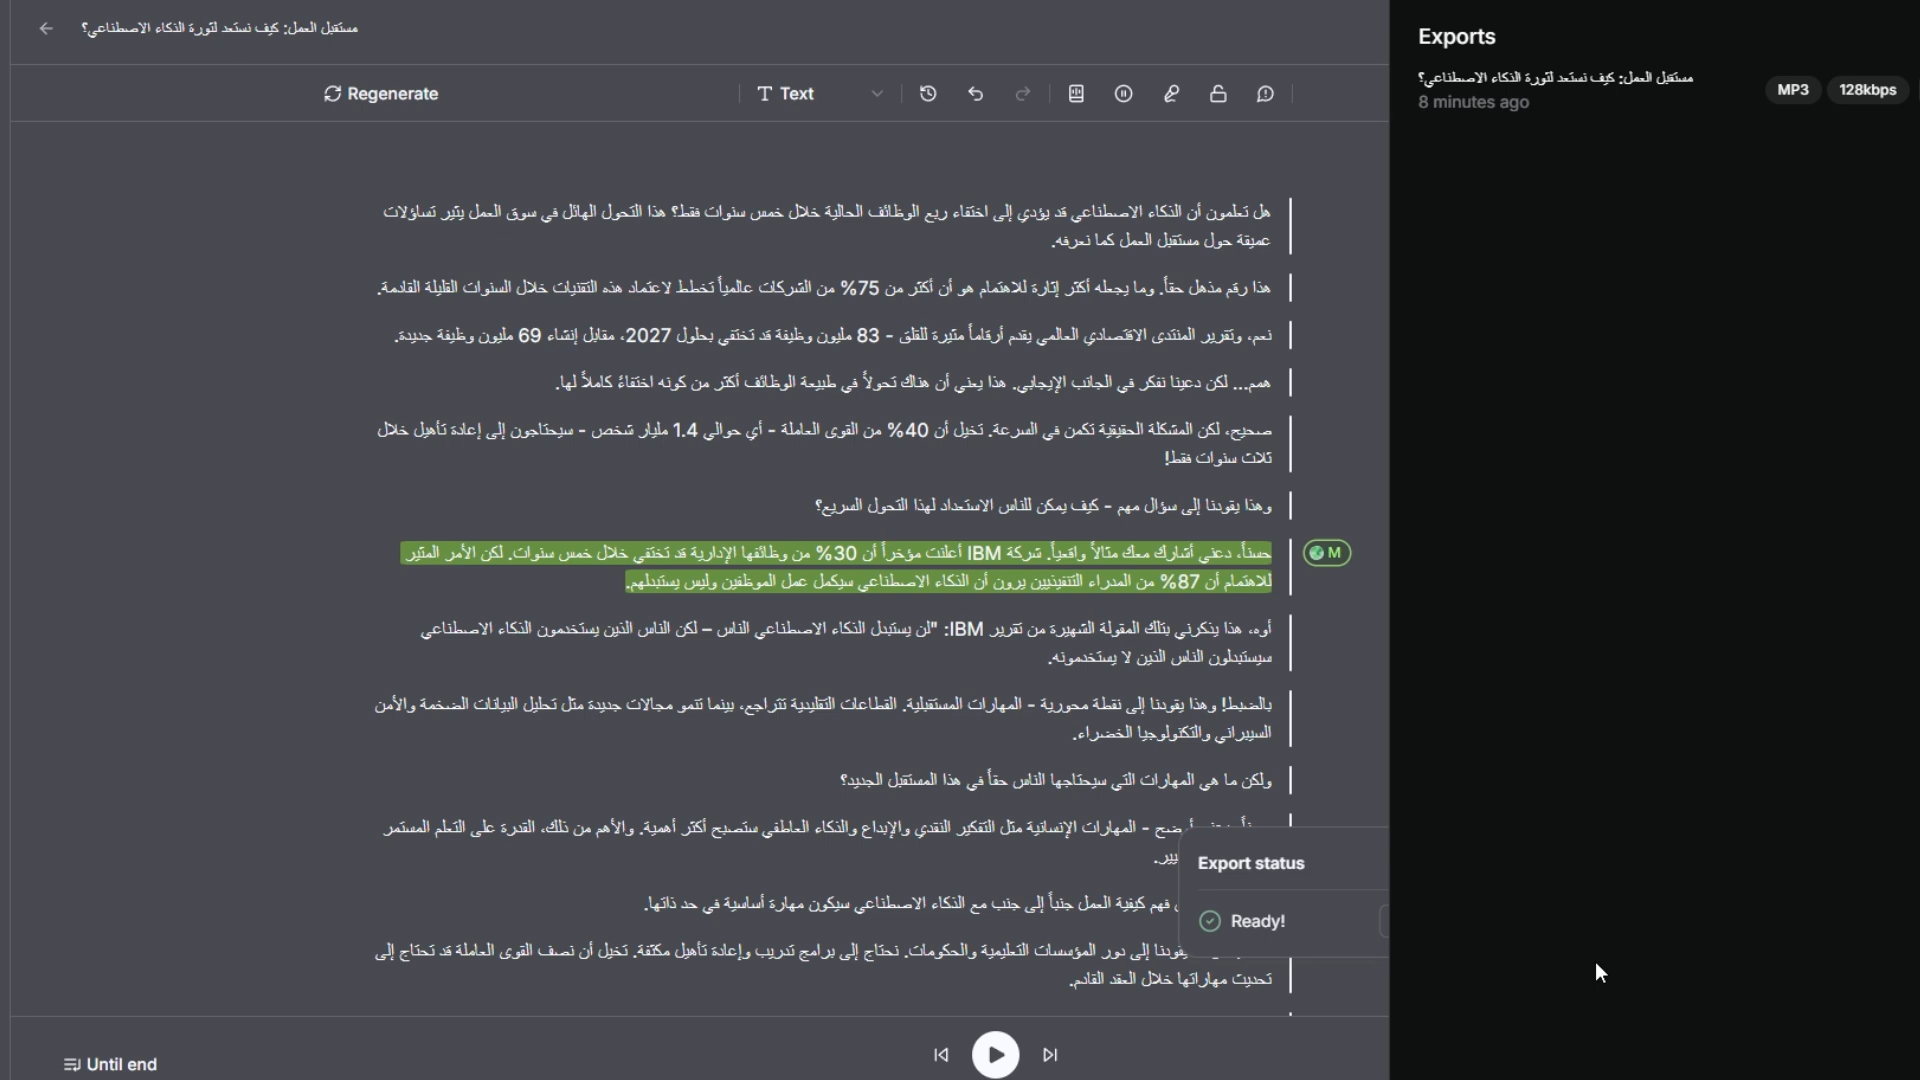 مستقبل العمل: كيف نستعد لثورة الذكاء الاصطناعي؟
Regenerate
Text
هل تعلمون أن الذكاء الاصطناعي قد يؤدي إلى اختفاء ربع الوظائف الحالية خلال خمس سنوات فقط؟ هذا التحول الهائل في سوق العمل يثير تساؤلات
عميقة حول مستقبل العمل كما نعرفه.
هذا رقم مذهل حقاً. وما يجعله أكثر إثارة للاهتمام هو أن أكثر من 75% من الشركات عالمياً تخطط لاعتماد هذه التقنيات خلال السنوات القليلة القادمة.
نعم، وتقرير المنتدى الاقتصادي العالمي يقدم أرقاماً مثيرة للقلق - 83 مليون وظيفة قد تختفي بحلول 2027، مقابل إنشاء 69 مليون وظيفة جديدة.
همم... لكن دعينا نفكر في الجانب الإيجابي. هذا يعني أن هناك تحولاً في طبيعة الوظائف أكثر من كونه اختفاءً كاملاً لها.
صحيح، لكن المشكلة الحقيقية تكمن في السرعة. تخيل أن 40% من القوى العاملة - أي حوالي 1.4 مليار شخص - سيحتاجون إلى إعادة تأهيل خلال
ثلاث سنوات فقط!
وهذا يقودنا إلى سؤال مهم - كيف يمكن للناس الاستعداد لهذا التحول السريع؟
حسناً، دعني أشارك معك مثالاً واقعياً. شركة IBM أعلنت مؤخراً أن 30% من وظائفها الإدارية قد تختفي خلال خمس سنوات. لكن الأمر المثير
M
للاهتمام أن 87% من المدراء التنفيذيين يرون أن الذكاء الاصطناعي سيكمل عمل الموظفين وليس يستبدلهم.
أوه، هذا يذكرني بتلك المقولة الشهيرة من تقرير IBM: "لن يستبدل الذكاء الاصطناعي الناس – لكن الناس الذين يستخدمون الذكاء الاصطناعي
سيستبدلون الناس الذين لا يستخدمونه.
بالضبط! وهذا يقودنا إلى نقطة محورية - المهارات المستقبلية. القطاعات التقليدية تتراجع، بينما تنمو مجالات جديدة مثل تحليل البيانات الضخمة والأمن
السيبراني والتكنولوجيا الخضراء.
ولكن ما هي المهارات التي سيحتاجها الناس حقاً في هذا المستقبل الجديد؟
أوضح - المهارات الإنسانية مثل التفكير النقدي والإبداع والذكاء العاطفي ستصبح أكثر أهمية. والأهم من ذلك، القدرة على التعلم المستمر
فهم كيفية العمل جنباً إلى جنب مع الذكاء الاصطناعي سيكون مهارة أساسية في حد ذاتها.
يقودنا إلى دور المؤسسات التعليمية والحكومات. نحتاج إلى برامج تدريب وإعادة تأهيل مكثفة. تخيل أن نصف القوى العاملة قد تحتاج إلى
تحديث مهاراتها خلال العقد القادم.
Export status
Ready!
Until end
Exports
مستقبل العمل: كيف نستعد لثورة الذكاء الاصطناعي؟
8 minutes ago
MP3
128kbps